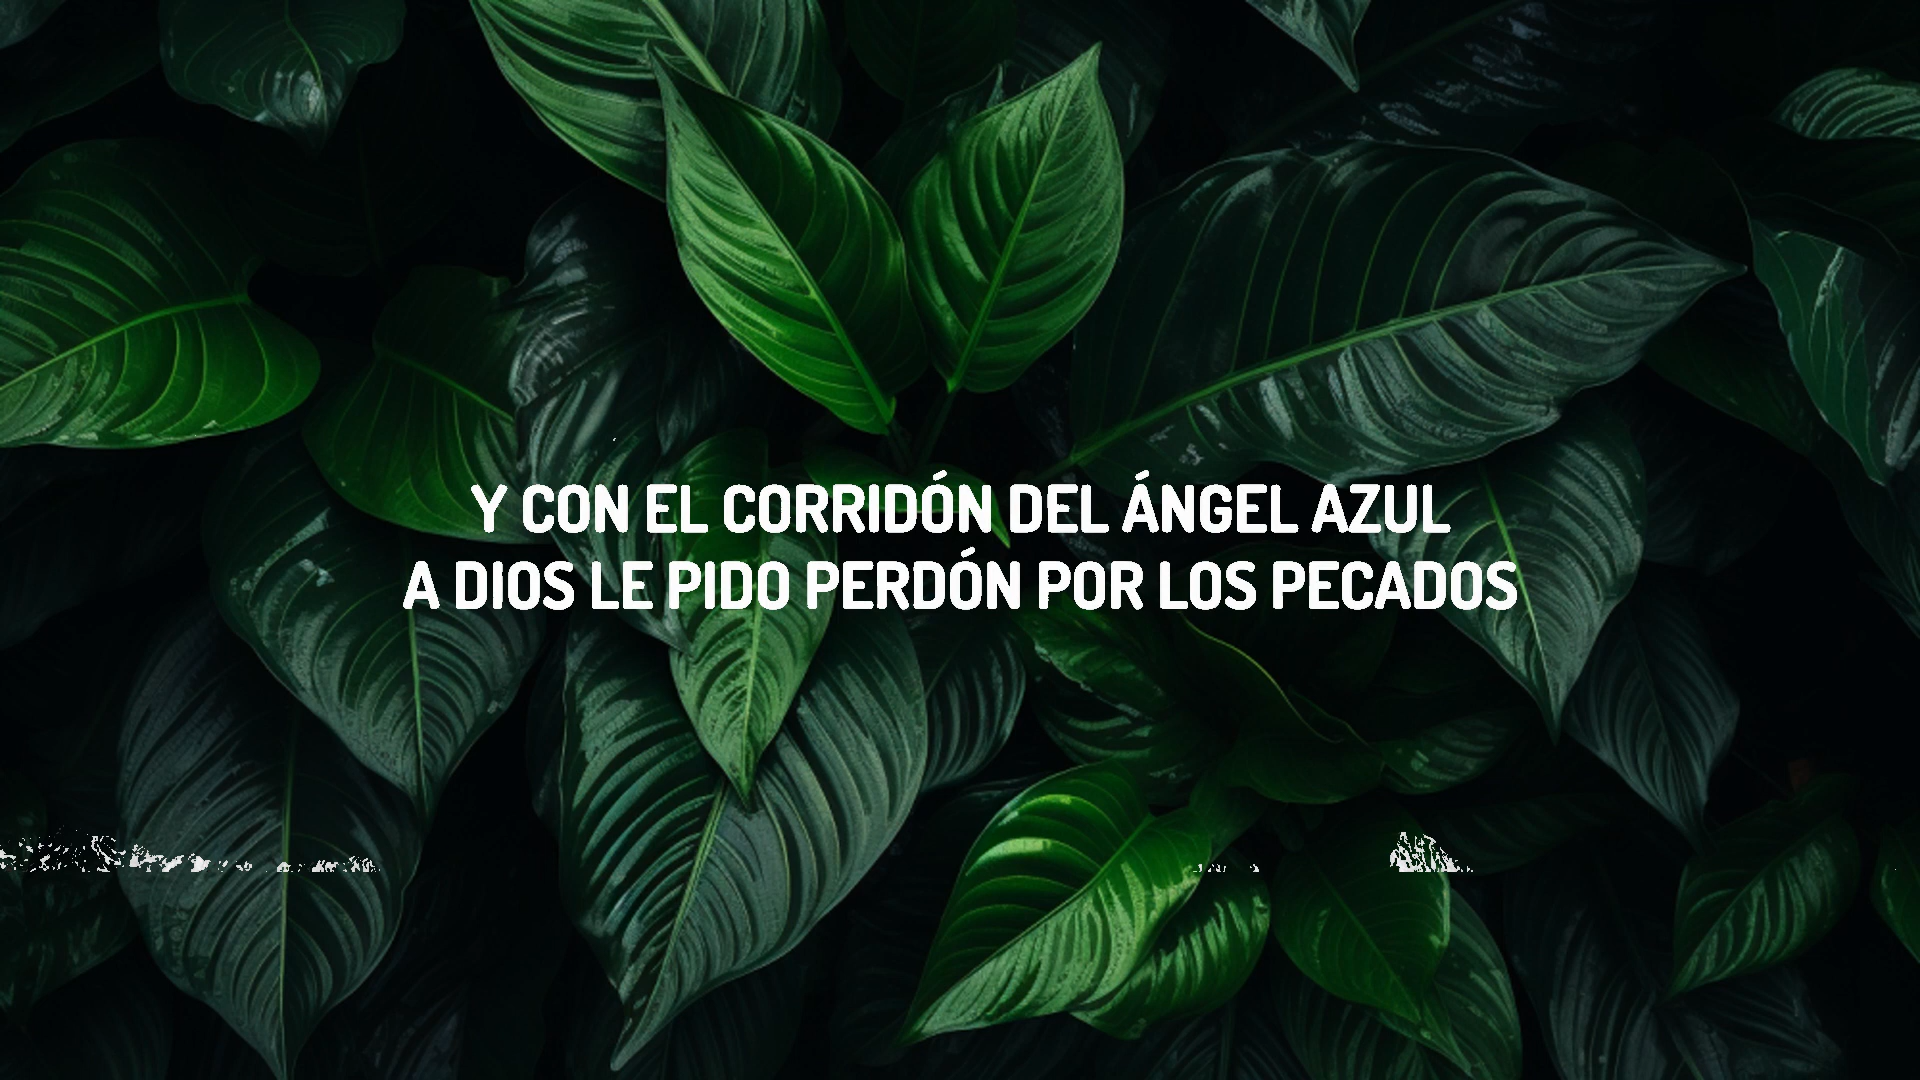 Y CON EL CORRIDÓN DEL ÁNGEL AZUL
A DIOS LE PIDO PERDÓN POR LOS PECADOS